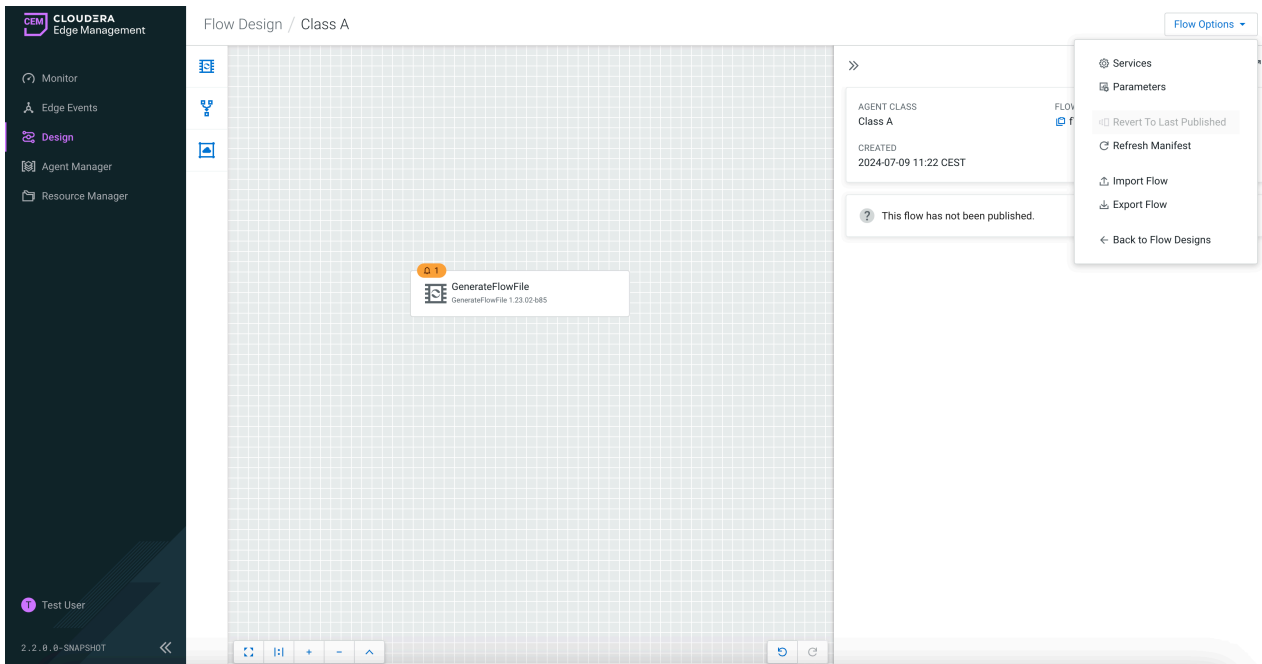 CEM CLOUDERA
Edge Management
Monitor
Edge Events
Design
Agent Manager
Resource Manager
T Test User
2.2.0.0-SNAPSHOT
Flow Design / Class A
Flow Options
1
GenerateFlowFile
GenerateFlowFile 1.23.02-b85
AGENT CLASS
Class A
FLOW
f
CREATED
2024-07-09 11:22 CEST
? This flow has not been published.
Services
Parameters
Revert To Last Published
Refresh Manifest
Import Flow
Export Flow
Back to Flow Designs